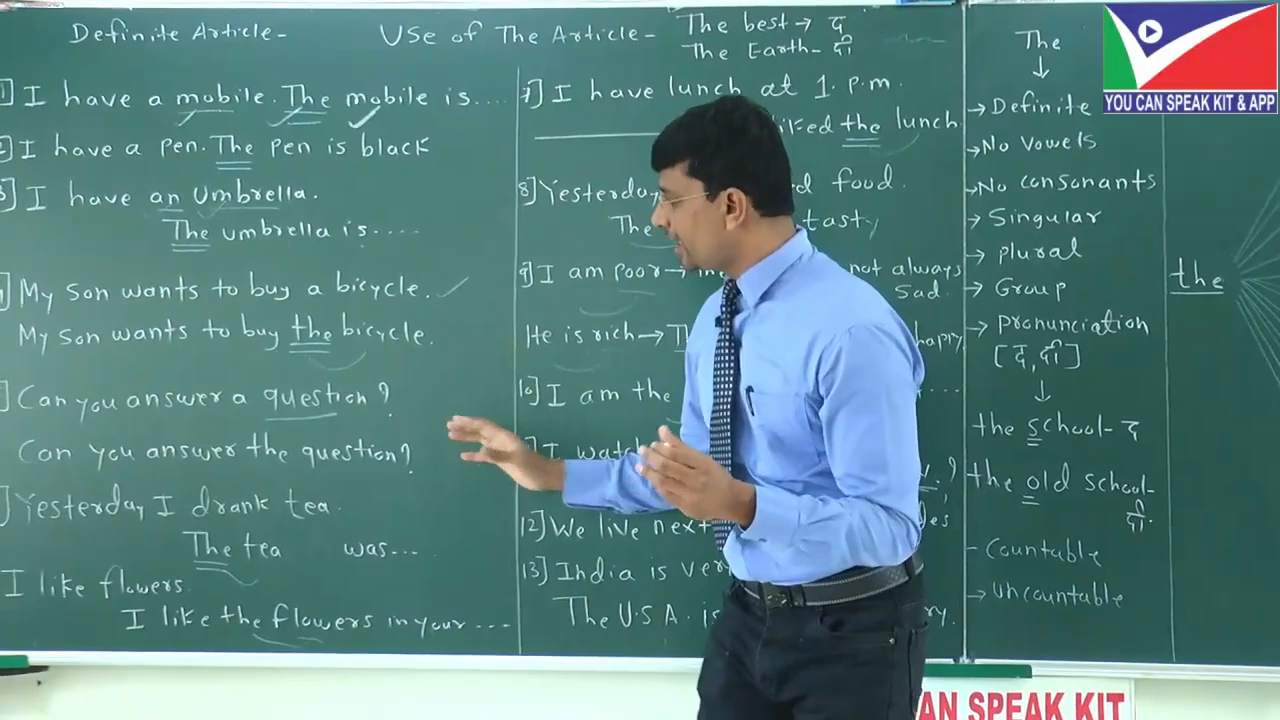 Definite Article-
Use of The Article-
The best → द
The Earth- दी
1] I have a mobile. The mobile is....
2] I have a pen. The pen is black
3] I have an Umbrella.
The umbrella is.....
My Son wants to buy a bicycle.
My Son wants to buy the bicycle.
Can you answer a question?
Can you answer the question?
Yesterday I drank tea.
The tea was...
I like flowers.
I like the flowers in your ....
7] I have lunch at 1. p.m.
liked the lunch.
8] Yesterday food.
The tasty
9] I am poor → not always
Sad.
He is rich → happy
10] I am the ....
I watch ?
12] We live next
13] India is very
The U.S.A. is
The
↓
→ Definite
→ No vowels
→ No consonants
→ Singular
→ plural
→ Group
→ pronunciation
[द, दी]
↓
the school- द
the old school-
दी.
- Countable
→ uncountable
the
YOU CAN SPEAK KIT & APP
AN SPEAK KIT